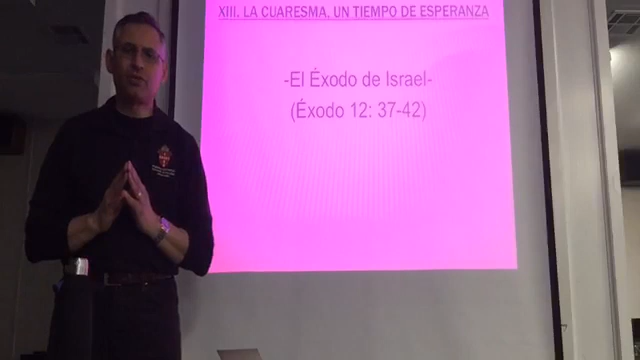 XIII. LA CUARESMA, UN TIEMPO DE ESPERANZA
-El Éxodo de Israel-
(Éxodo 12: 37-42)